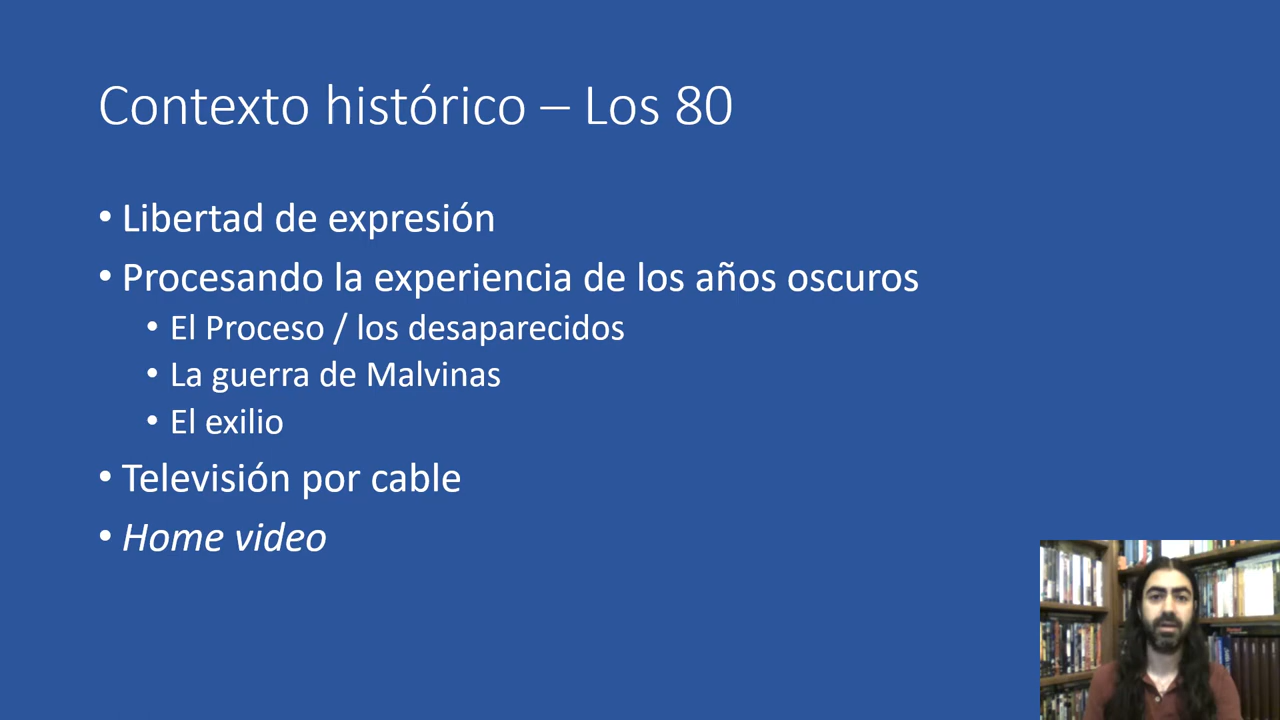 Contexto histórico – Los 80
• Libertad de expresión
• Procesando la experiencia de los años oscuros
• El Proceso / los desaparecidos
• La guerra de Malvinas
• El exilio
• Televisión por cable
• Home video